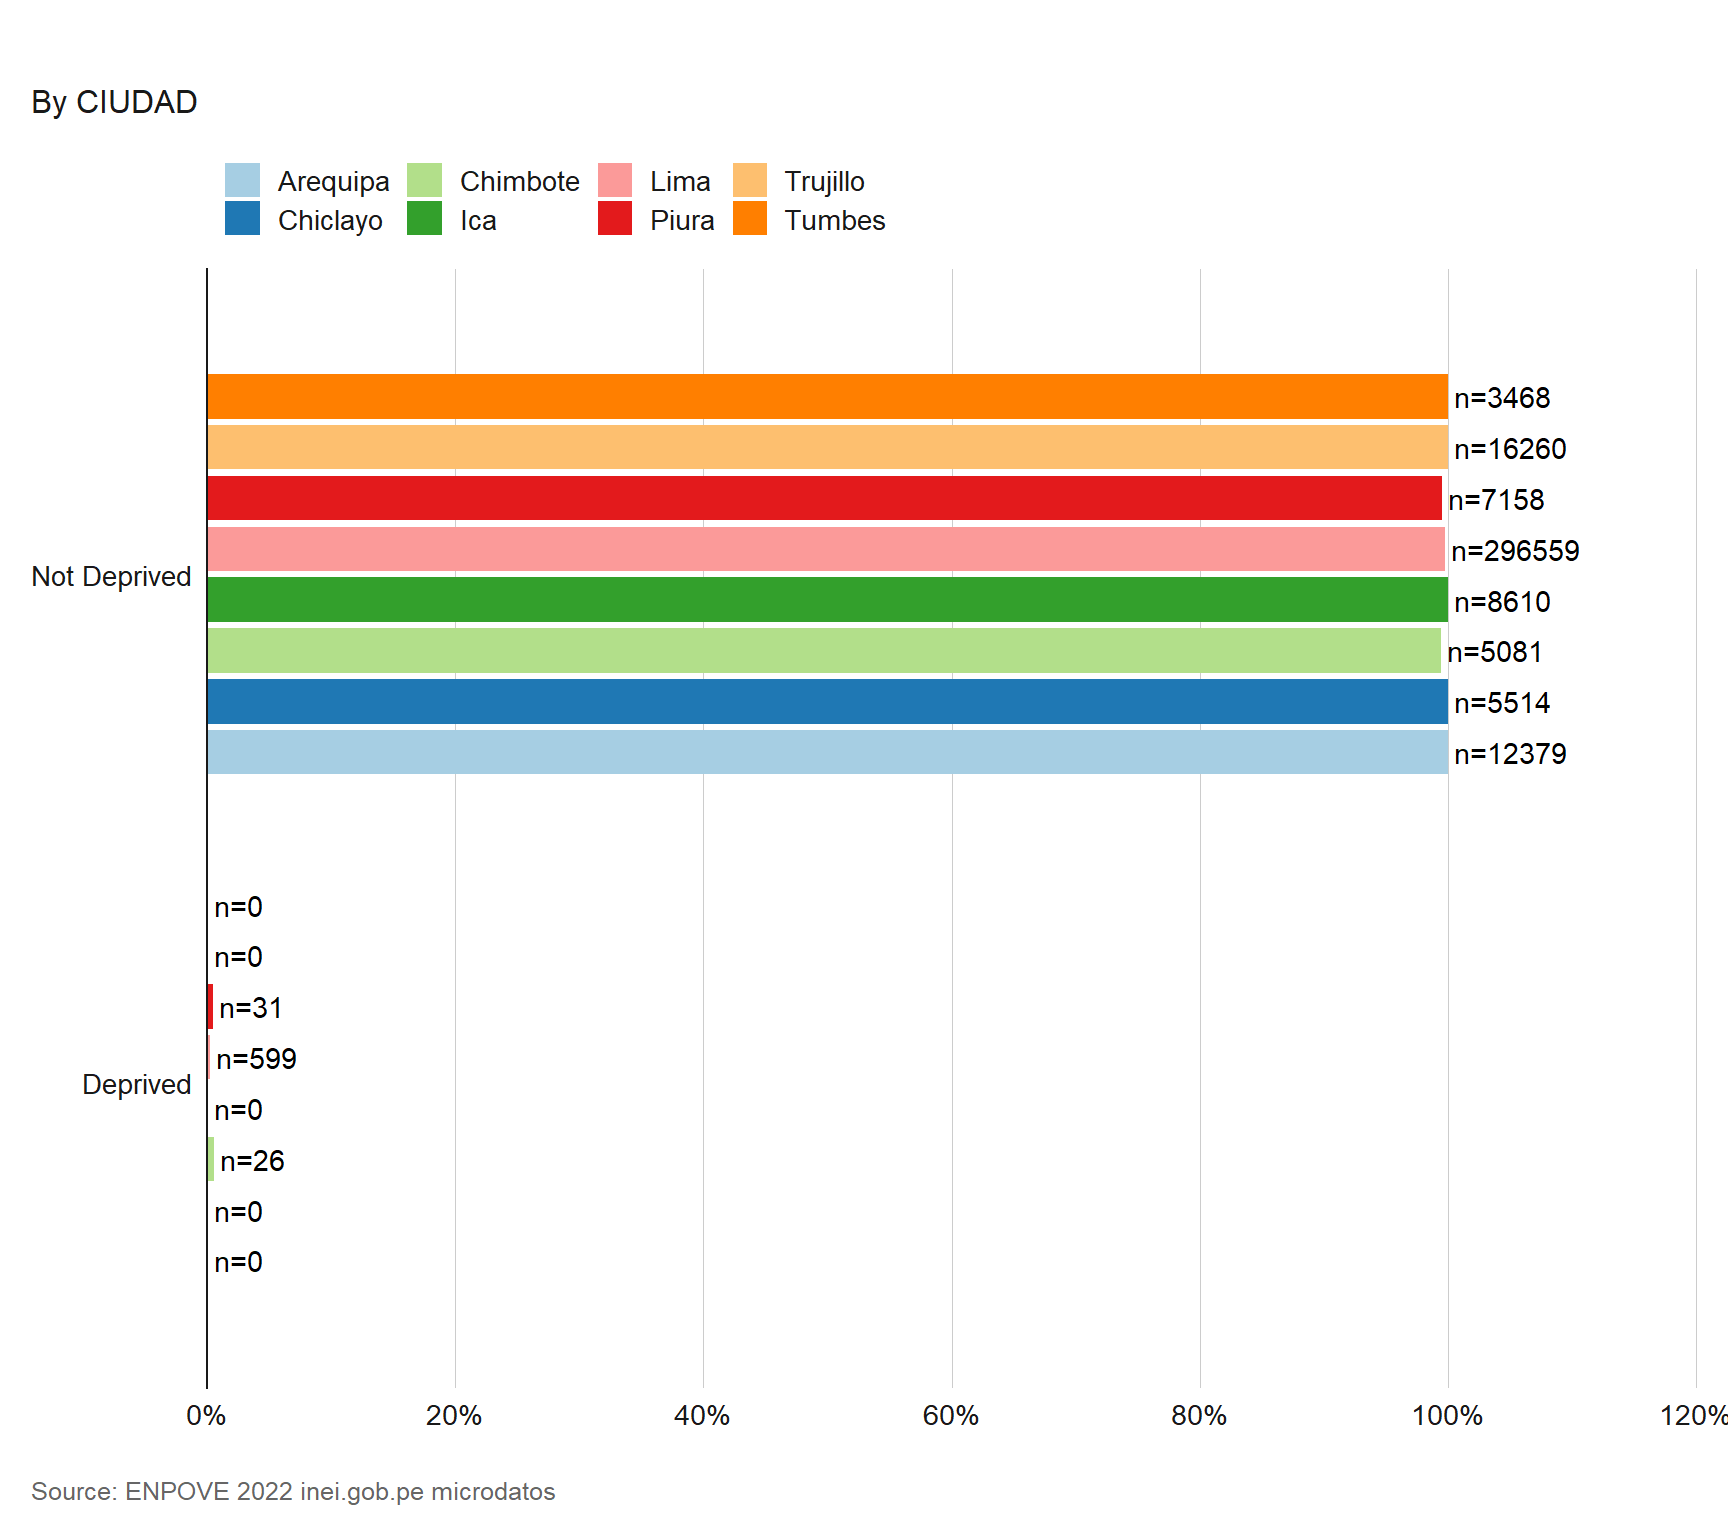 By CIUDAD
Arequipa Chimbote Lima Trujillo
Chiclayo Ica Piura Tumbes
n=3468
n=16260
n=7158
n=296559
Not Deprived
n=8610
n=5081
n=5514
n=12379
n=0
n=0
n=31
n=599
Deprived
n=0
n=26
n=0
n=0
0% 20% 40% 60% 80% 100% 120%
Source: ENPOVE 2022 inei.gob.pe microdatos